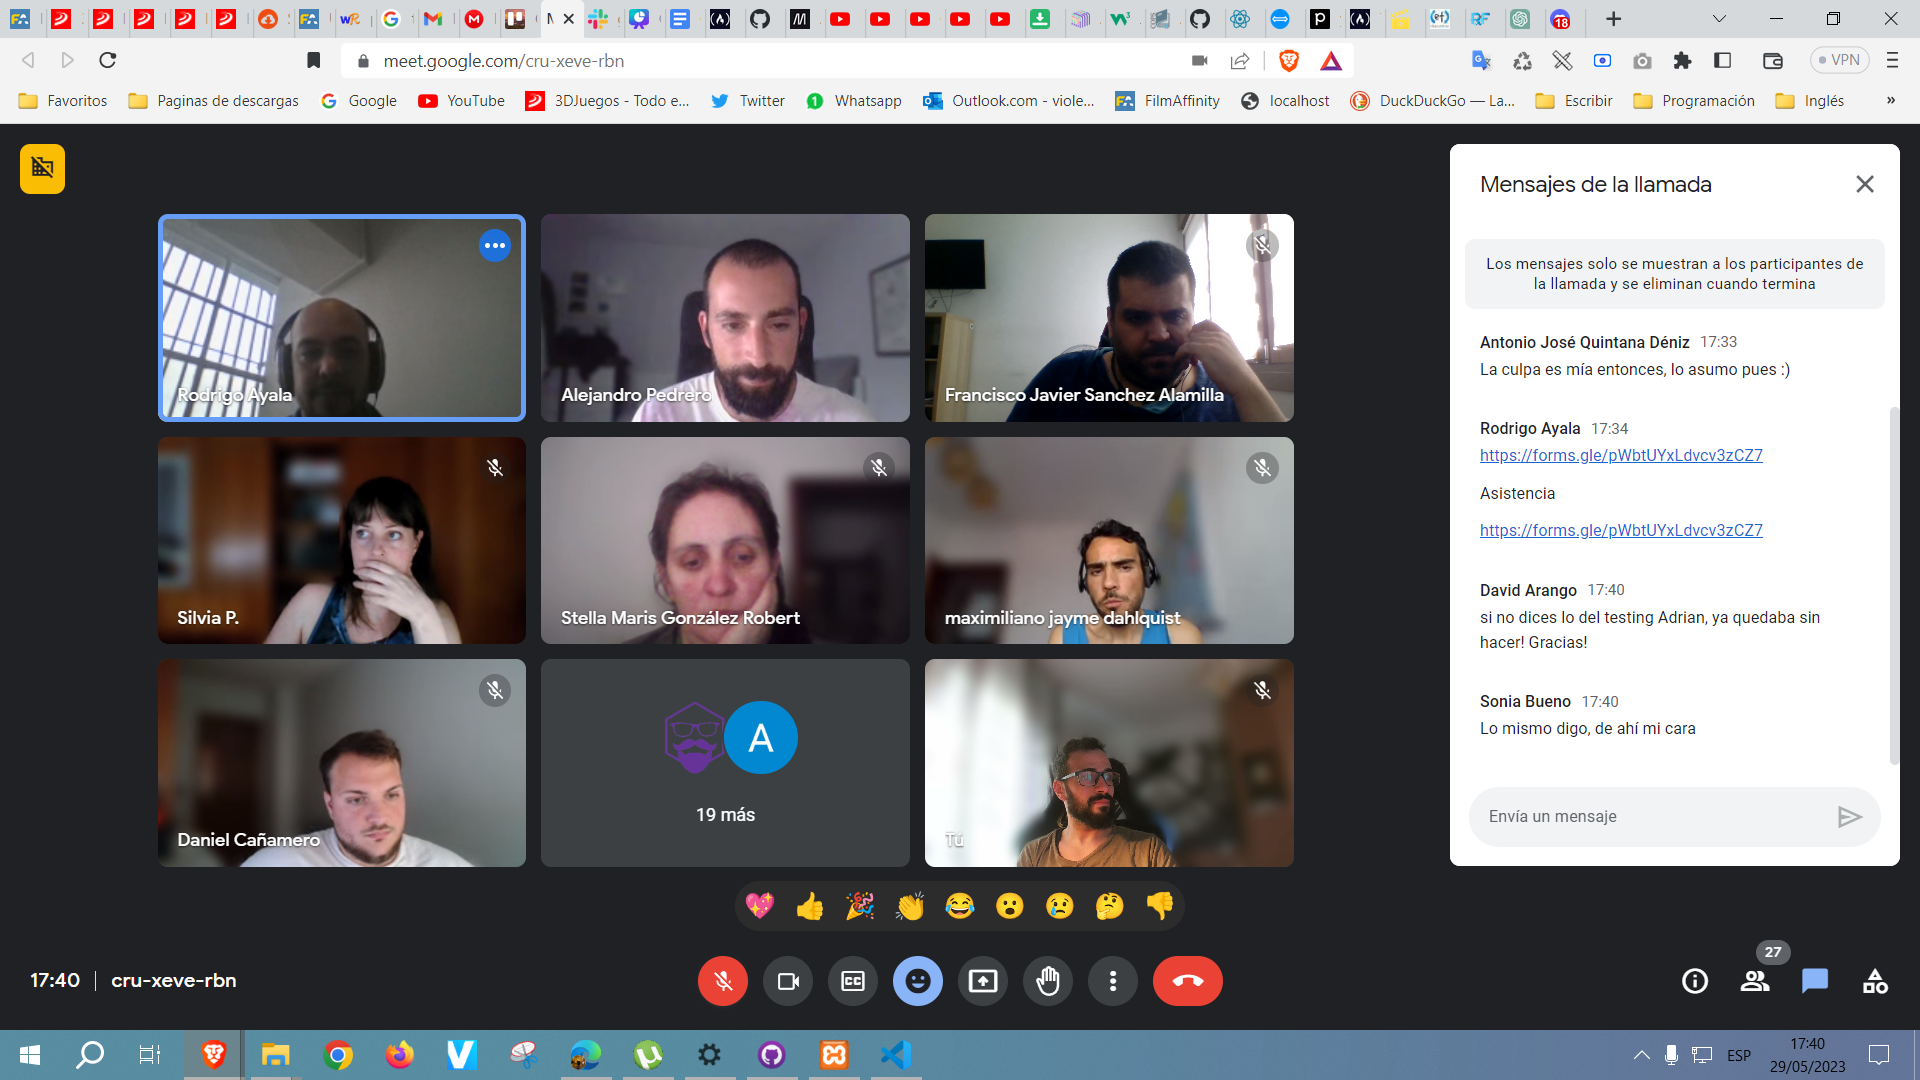 meet.google.com/cru-xeve-rbn
VPN
Favoritos
Paginas de descargas
Google
YouTube
3DJuegos - Todo e...
Twitter
Whatsapp
Outlook.com - viole...
FilmAffinity
localhost
DuckDuckGo — La...
Escribir
Programación
Inglés
»
Rodrigo Ayala
Alejandro Pedrero
Francisco Javier Sanchez Alamilla
Silvia P.
Stella Maris González Robert
maximiliano jayme dahlquist
Daniel Cañamero
A
19 más
Tú
Mensajes de la llamada
Los mensajes solo se muestran a los participantes de
la llamada y se eliminan cuando termina
Antonio José Quintana Déniz 17:33
La culpa es mía entonces, lo asumo pues :)
Rodrigo Ayala 17:34
https://forms.gle/pWbtUYxLdvcv3zCZ7
Asistencia
https://forms.gle/pWbtUYxLdvcv3zCZ7
David Arango 17:40
si no dices lo del testing Adrian, ya quedaba sin
hacer! Gracias!
Sonia Bueno 17:40
Lo mismo digo, de ahí mi cara
Envía un mensaje
17:40 | cru-xeve-rbn
27
ESP
17:40
29/05/2023